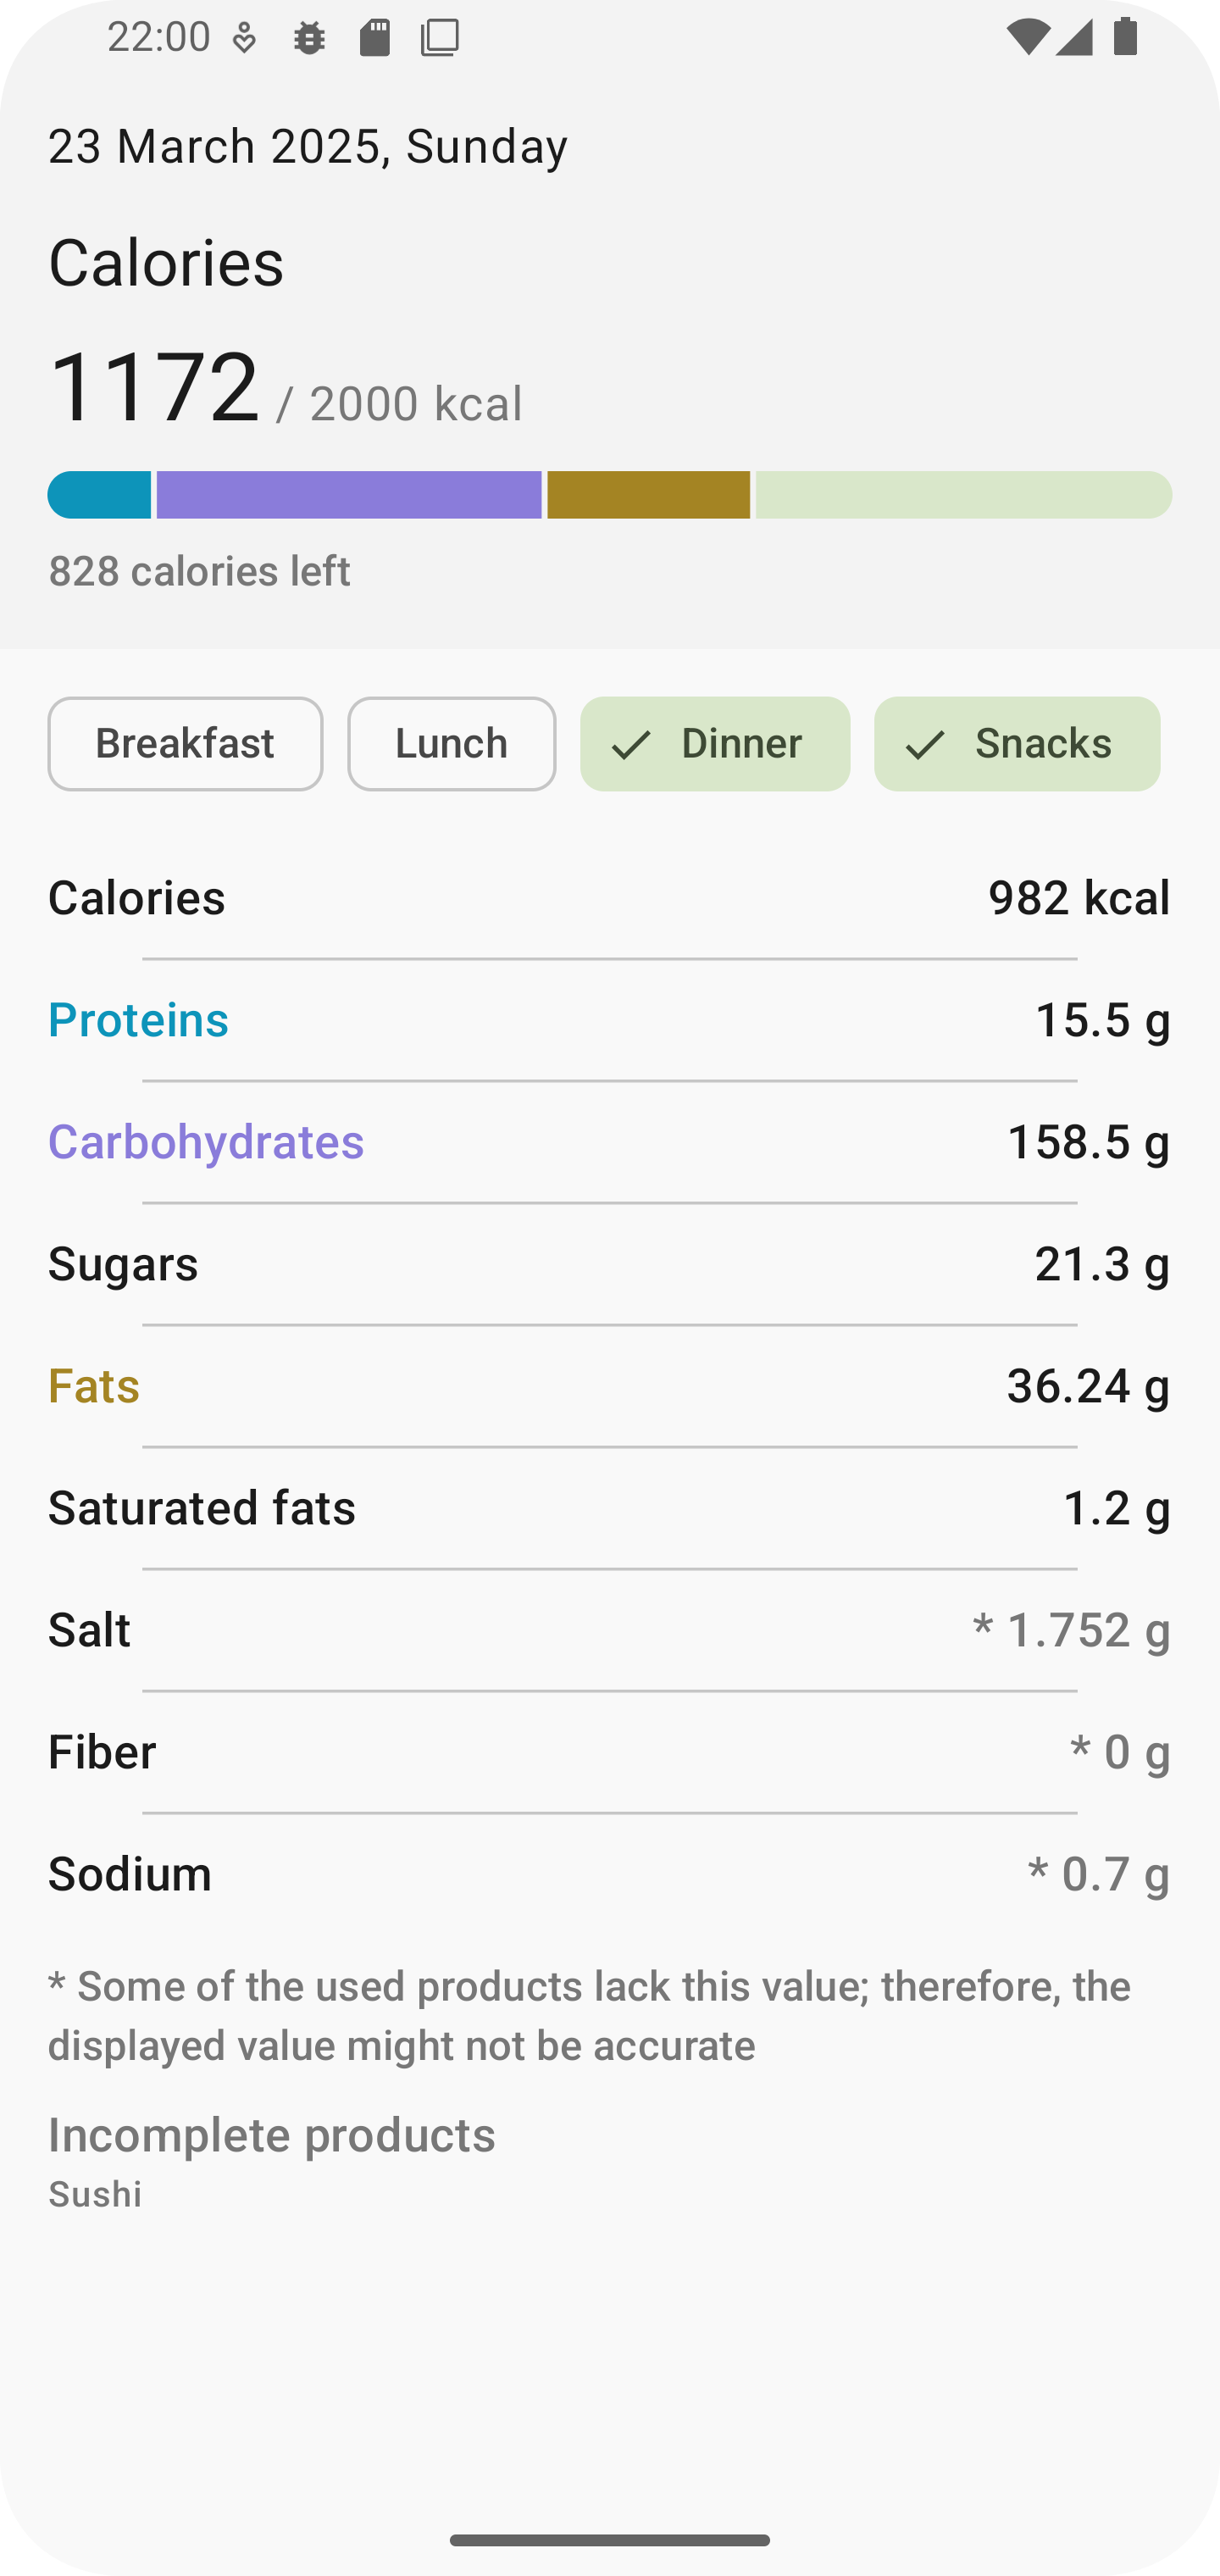 22:00
23 March 2025, Sunday
Calories
1172 / 2000 kcal
828 calories left
Breakfast Lunch Dinner Snacks
Calories 982 kcal
Proteins 15.5 g
Carbohydrates 158.5 g
Sugars 21.3 g
Fats 36.24 g
Saturated fats 1.2 g
Salt * 1.752 g
Fiber * 0 g
Sodium * 0.7 g
* Some of the used products lack this value; therefore, the
displayed value might not be accurate
Incomplete products
Sushi